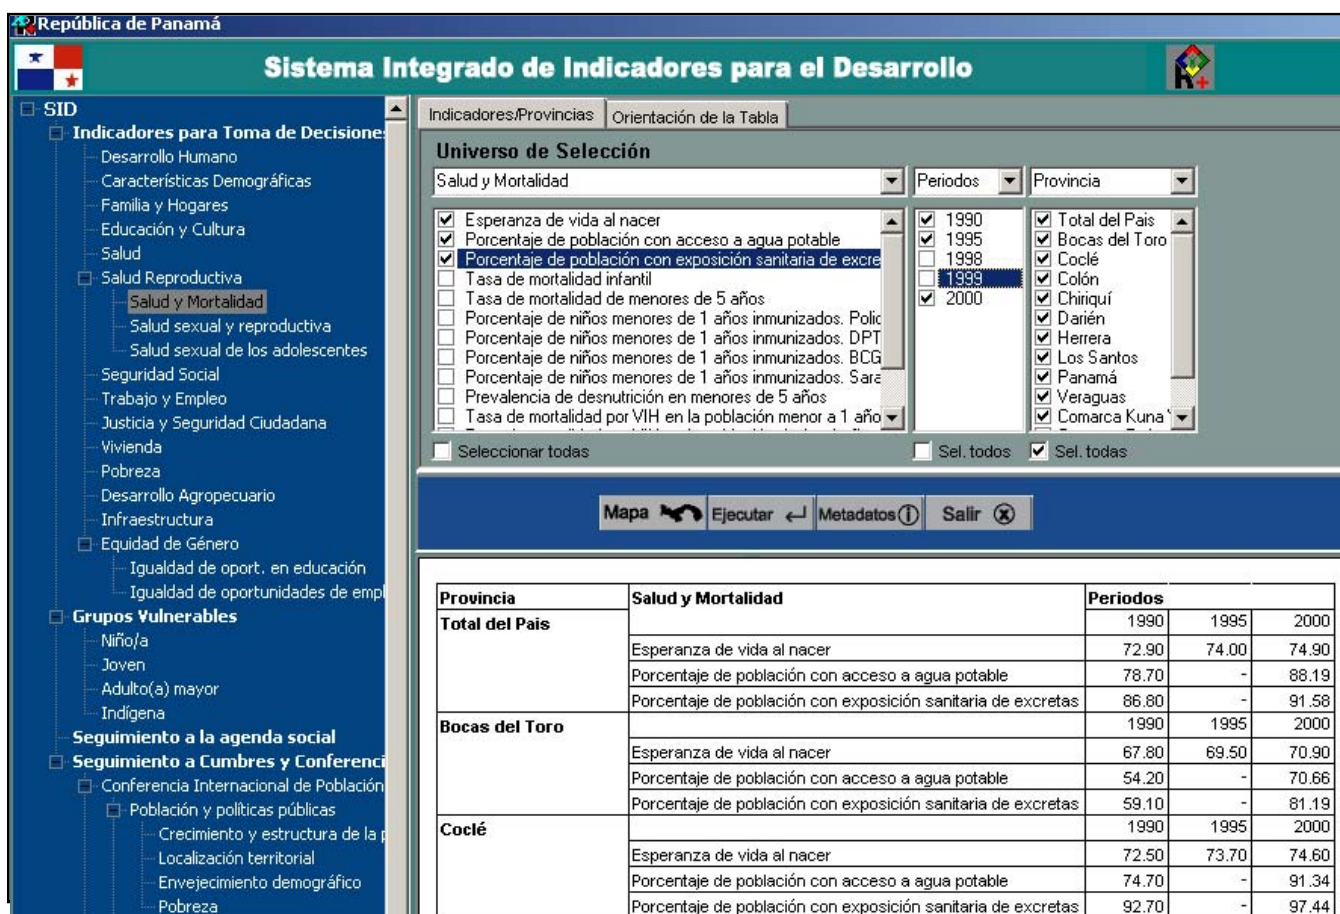 República de Panamá
Sistema Integrado de Indicadores para el Desarrollo
SID
Indicadores para Toma de Decisiones
Desarrollo Humano
Características Demográficas
Familia y Hogares
Educación y Cultura
Salud
Salud Reproductiva
Salud y Mortalidad
Salud sexual y reproductiva
Salud sexual de los adolescentes
Seguridad Social
Trabajo y Empleo
Justicia y Seguridad Ciudadana
Vivienda
Pobreza
Desarrollo Agropecuario
Infraestructura
Equidad de Género
Igualdad de oport. en educación
Igualdad de oportunidades de empl
Grupos Vulnerables
Niño/a
Joven
Adulto(a) mayor
Indígena
Seguimiento a la agenda social
Seguimiento a Cumbres y Conferenci
Conferencia Internacional de Población
Población y políticas públicas
Crecimiento y estructura de la p
Localización territorial
Envejecimiento demográfico
Pobreza
Indicadores/Provincias Orientación de la Tabla
Universo de Selección
Salud y Mortalidad Periodos Provincia
Esperanza de vida al nacer
Porcentaje de población con acceso a agua potable
Porcentaje de población con exposición sanitaria de excre
Tasa de mortalidad infantil
Tasa de mortalidad de menores de 5 años
Porcentaje de niños menores de 1 años inmunizados. Polic
Porcentaje de niños menores de 1 años inmunizados. DPT
Porcentaje de niños menores de 1 años inmunizados. BCG
Porcentaje de niños menores de 1 años inmunizados. Sara
Prevalencia de desnutrición en menores de 5 años
Tasa de mortalidad por VIH en la población menor a 1 año
Seleccionar todas
1990
1995
1998
1999
2000
Sel. todos
Total del Pais
Bocas del Toro
Coclé
Colón
Chiriquí
Darién
Herrera
Los Santos
Panamá
Veraguas
Comarca Kuna
Sel. todas
Mapa Ejecutar Metadatos Salir
Provincia Salud y Mortalidad Periodos
Total del Pais 1990 1995 2000
Esperanza de vida al nacer 72.90 74.00 74.90
Porcentaje de población con acceso a agua potable 78.70 - 88.19
Porcentaje de población con exposición sanitaria de excretas 86.80 - 91.58
Bocas del Toro 1990 1995 2000
Esperanza de vida al nacer 67.80 69.50 70.90
Porcentaje de población con acceso a agua potable 54.20 - 70.66
Porcentaje de población con exposición sanitaria de excretas 59.10 - 81.19
Coclé 1990 1995 2000
Esperanza de vida al nacer 72.50 73.70 74.60
Porcentaje de población con acceso a agua potable 74.70 - 91.34
Porcentaje de población con exposición sanitaria de excretas 92.70 - 97.44